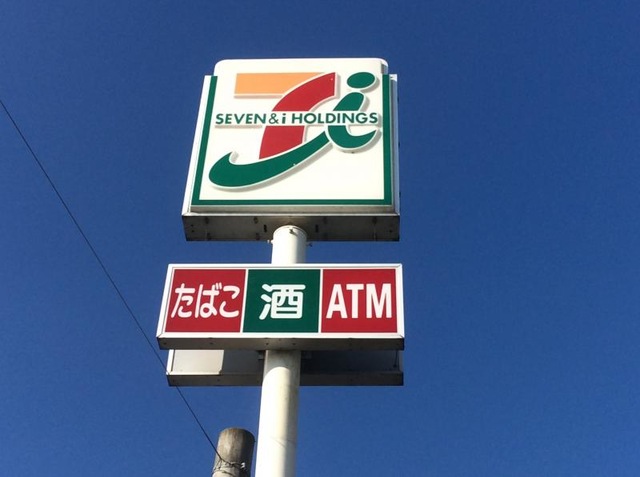 SEVEN & i HOLDINGS
たばこ 酒 ATM